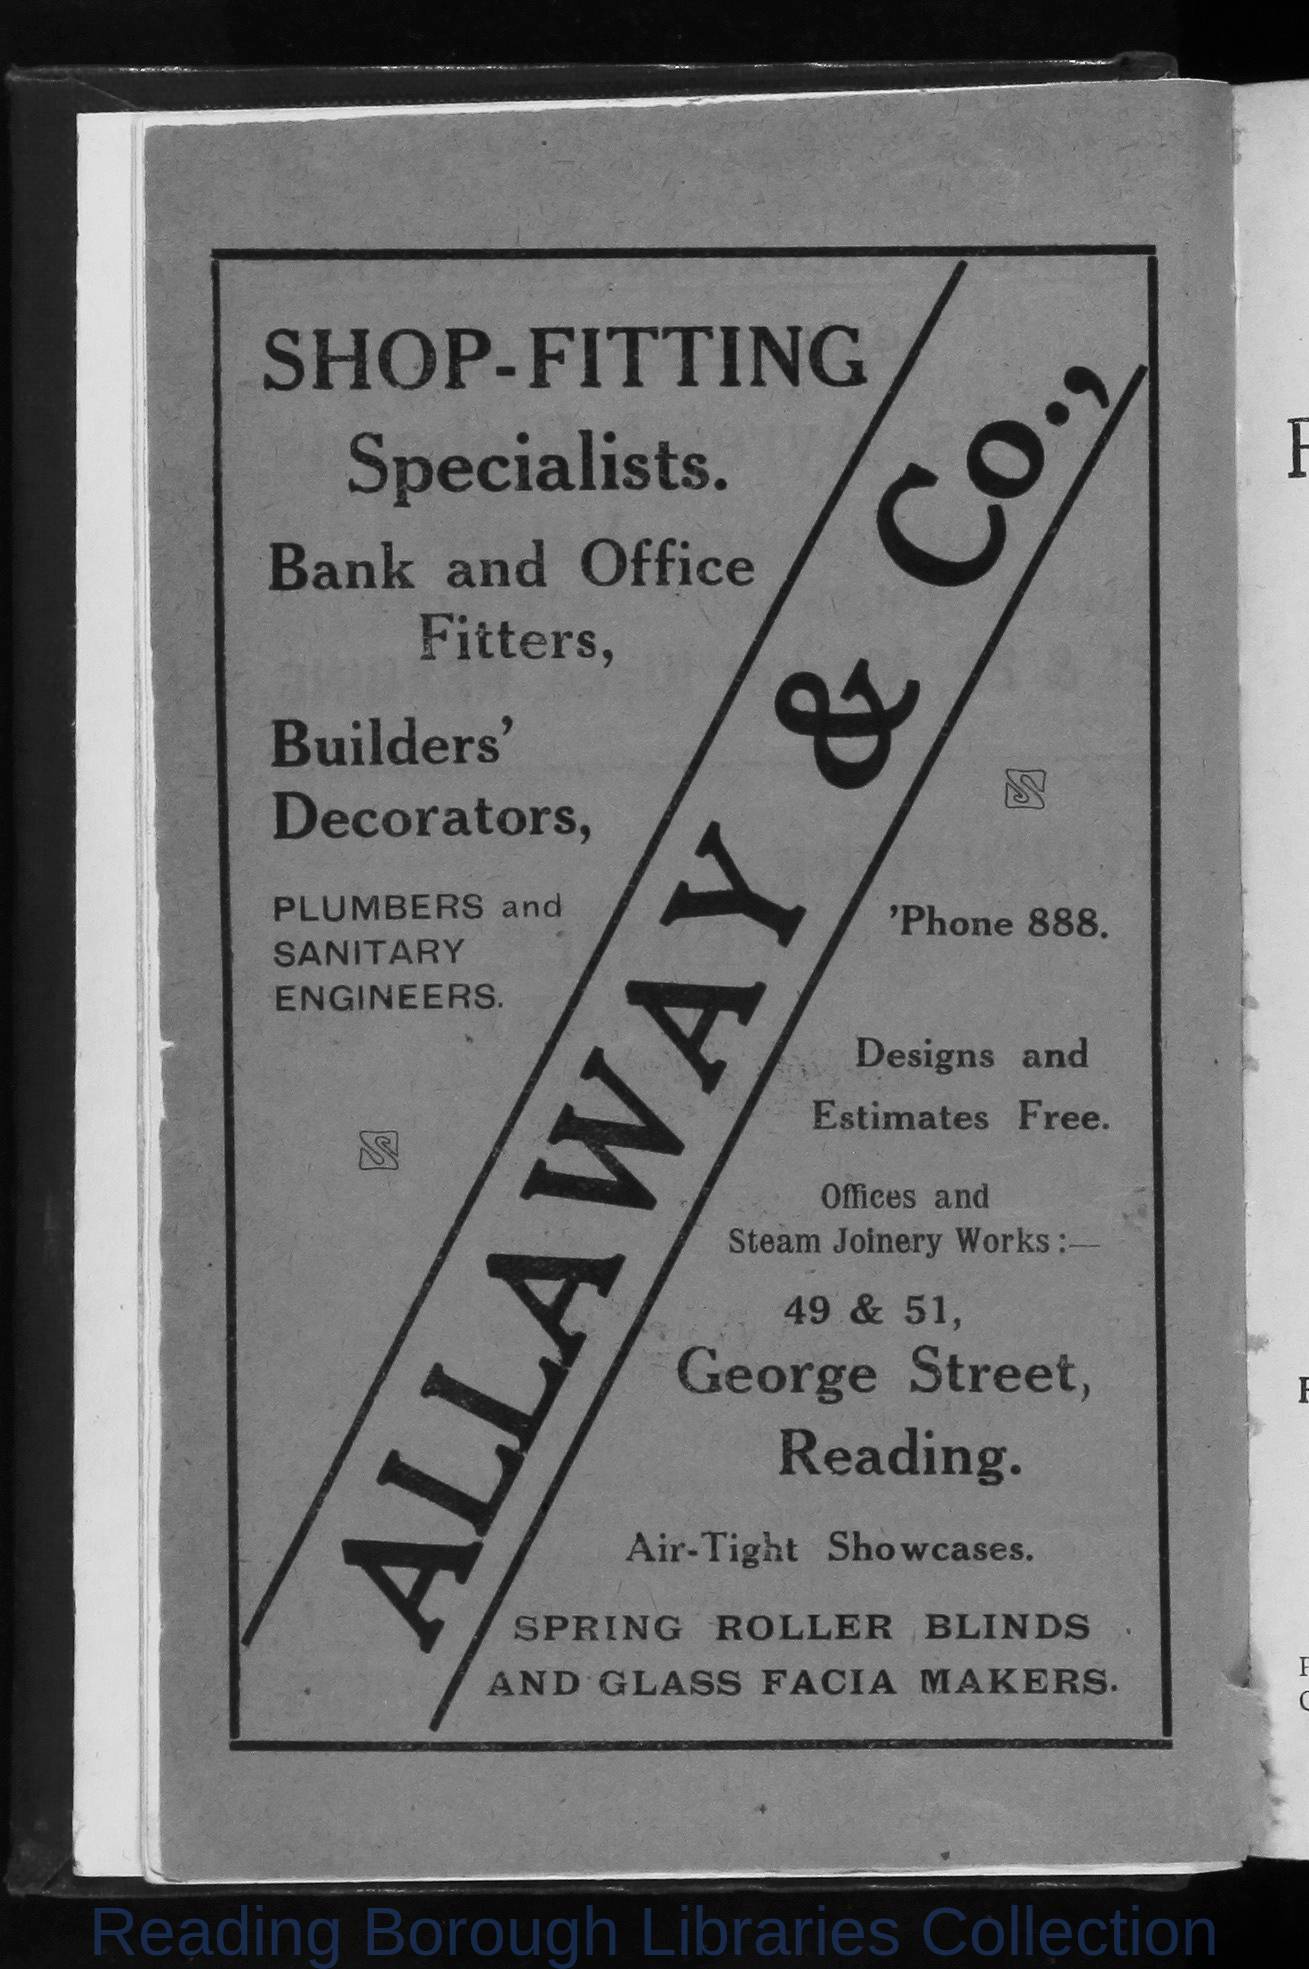 SHOP-FITTING
Specialists.
Bank and Office
Fitters,
Builders'
Decorators,
PLUMBERS and
SANITARY
ENGINEERS.
ALLAWAY & Co.,
'Phone 888.
Designs and
Estimates Free.
Offices and
Steam Joinery Works :—
49 & 51,
George Street,
Reading.
Air-Tight Showcases.
SPRING ROLLER BLINDS
AND GLASS FACIA MAKERS.
Reading Borough Libraries Collection